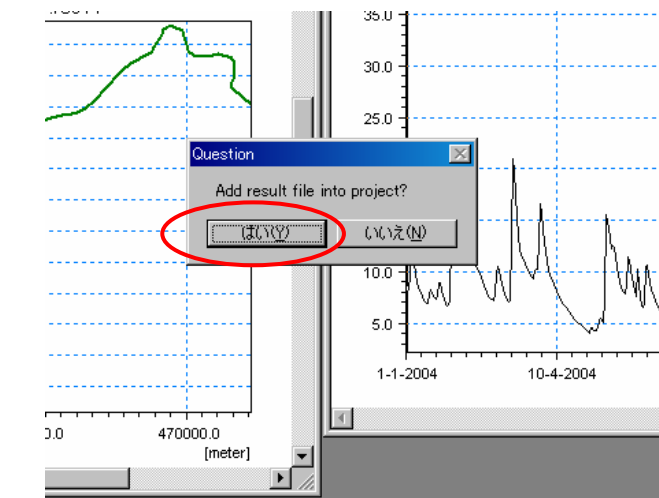 35.0
30.0
25.0
Question
Add result file into project?
はい(Y)
いいえ(N)
10.0
5.0
1-1-2004
10-4-2004
470000.0
[meter]